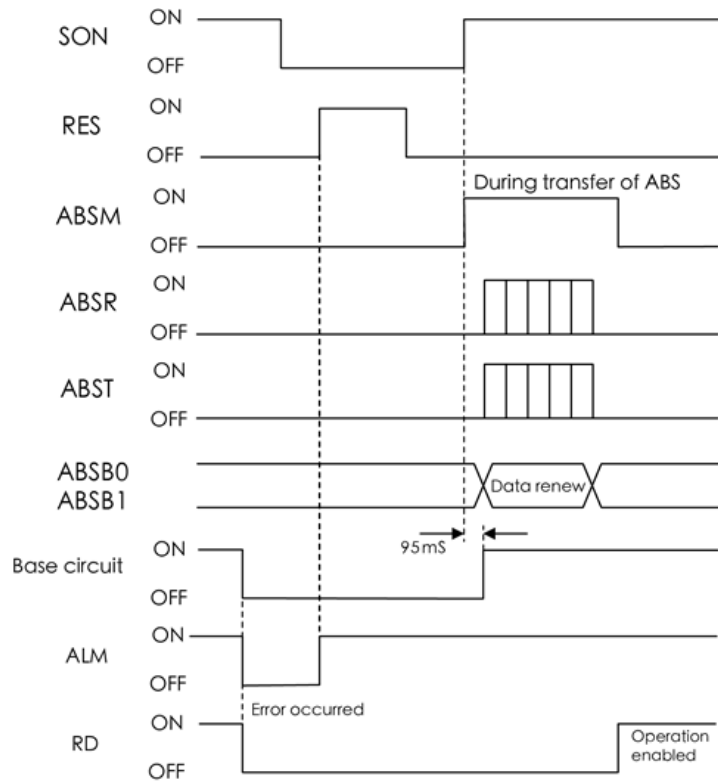 SON
ON
OFF
RES
ON
OFF
During transfer of ABS
ABSM
ON
OFF
ABSR
ON
OFF
ABST
ON
OFF
ABSB0
ABSB1
Data renew
95mS
Base circuit
ON
OFF
ALM
ON
OFF
Error occurred
RD
ON
OFF
Operation
enabled